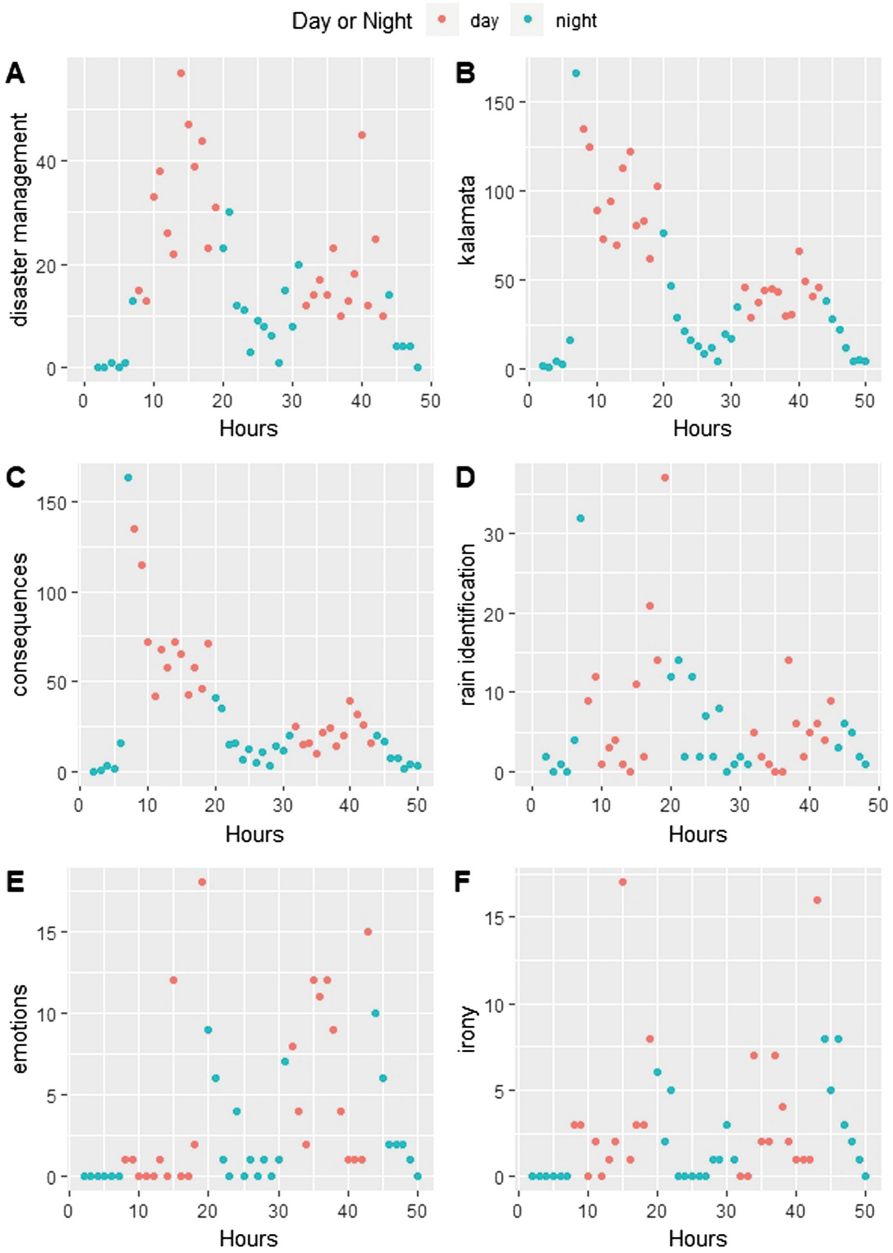 Day or Night day night
A
disaster management
40
20
0
0 10 20 30 40 50
Hours
B
kalamata
150
100
50
0
0 10 20 30 40 50
Hours
C
consequences
150
100
50
0
0 10 20 30 40 50
Hours
D
rain identification
30
20
10
0
0 10 20 30 40 50
Hours
E
emotions
15
10
5
0
0 10 20 30 40 50
Hours
F
irony
15
10
5
0
0 10 20 30 40 50
Hours